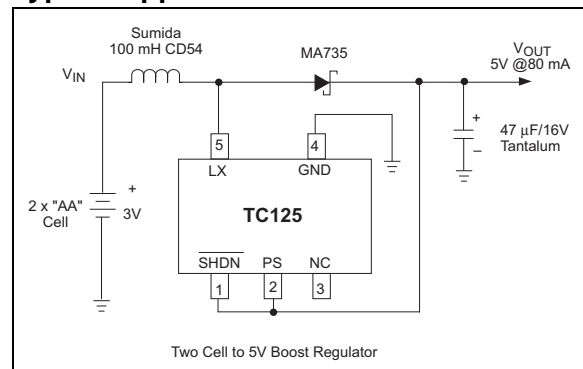 Sumida
100 mH CD54
MA735
VOUT
5V @80 mA
VIN
+
47 µF/16V
Tantalum
–
5
4
LX
GND
2 x "AA"
Cell
+
3V
TC125
SHDN
PS
NC
1
2
3
Two Cell to 5V Boost Regulator